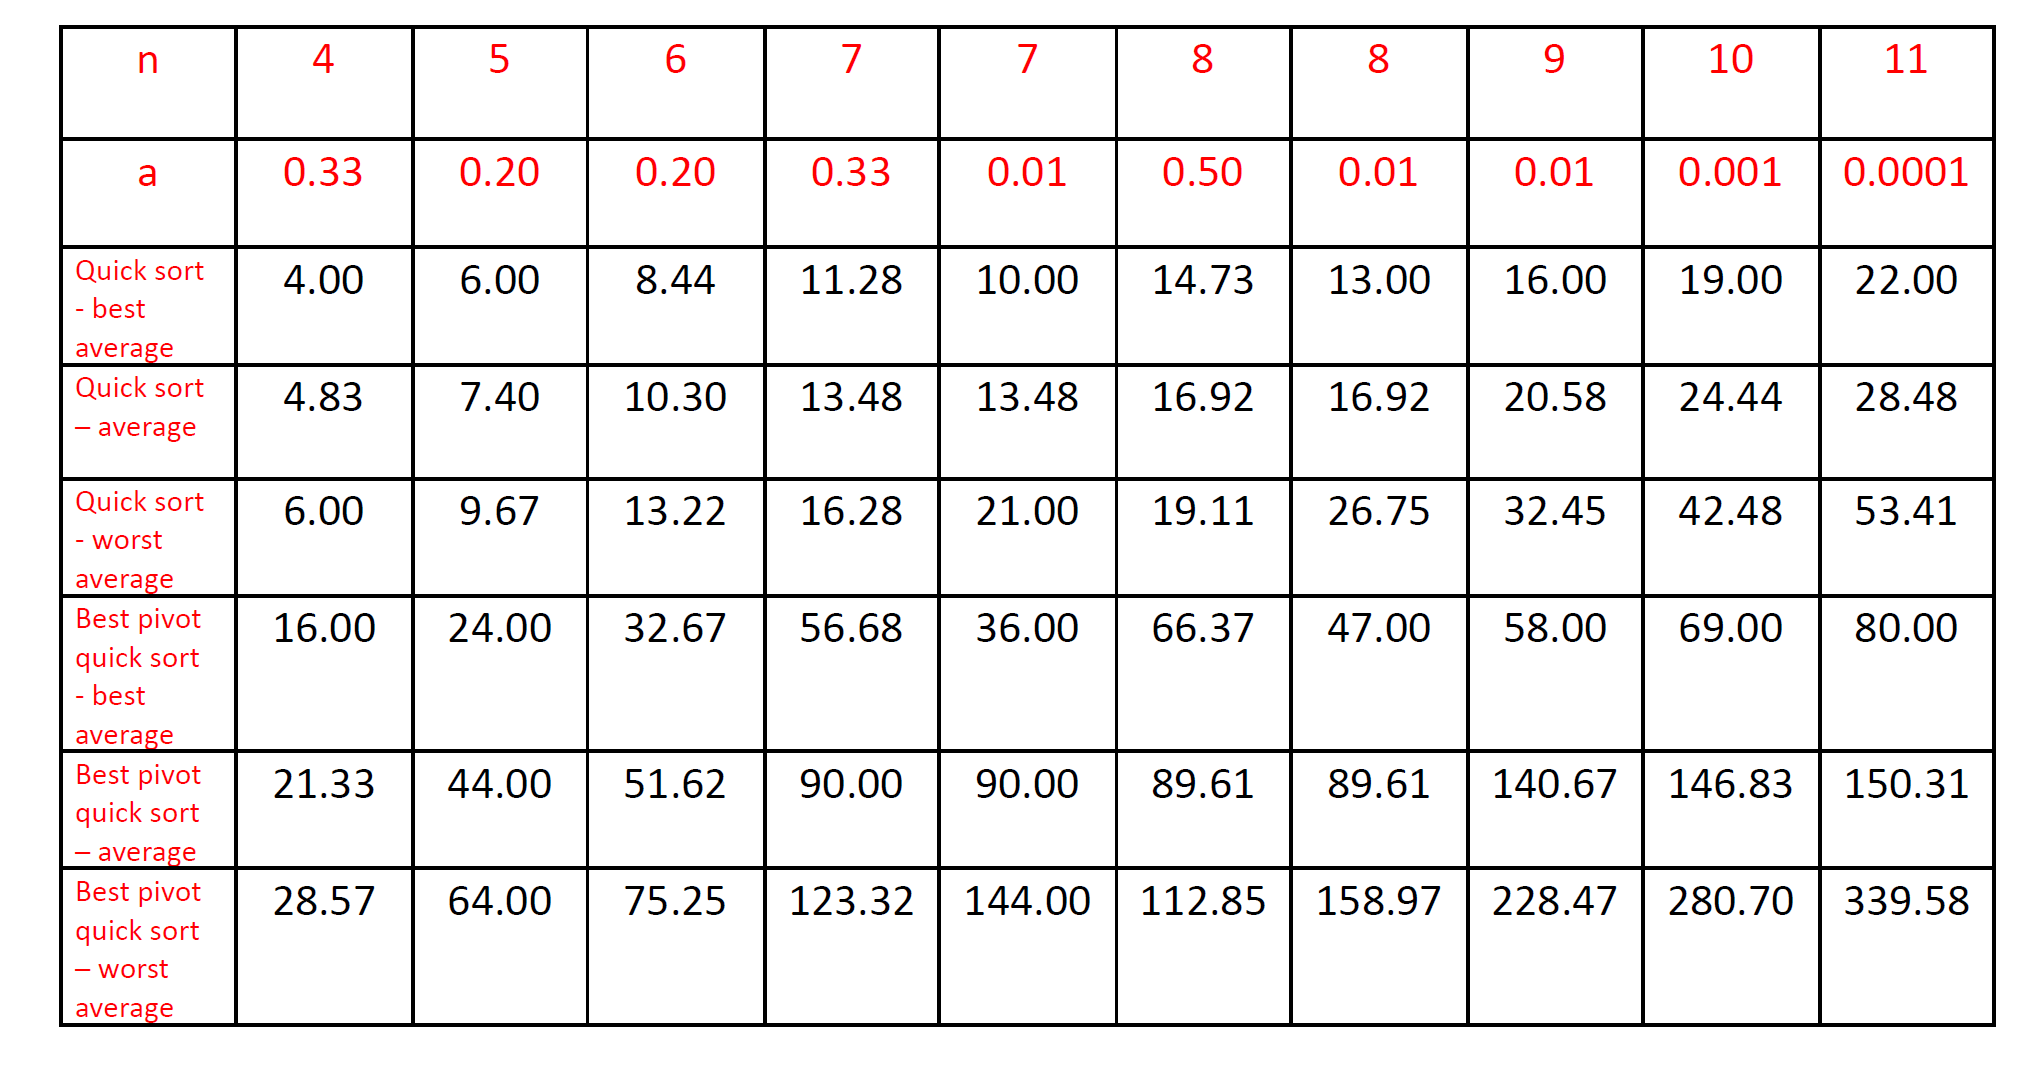 n 4 5 6 7 7 8 8 9 10 11
a 0.33 0.20 0.20 0.33 0.01 0.50 0.01 0.01 0.001 0.0001
Quick sort 4.00 6.00 8.44 11.28 10.00 14.73 13.00 16.00 19.00 22.00
- best
average
Quick sort 4.83 7.40 10.30 13.48 13.48 16.92 16.92 20.58 24.44 28.48
– average
Quick sort 6.00 9.67 13.22 16.28 21.00 19.11 26.75 32.45 42.48 53.41
- worst
average
Best pivot 16.00 24.00 32.67 56.68 36.00 66.37 47.00 58.00 69.00 80.00
quick sort
- best
average
Best pivot 21.33 44.00 51.62 90.00 90.00 89.61 89.61 140.67 146.83 150.31
quick sort
– average
Best pivot 28.57 64.00 75.25 123.32 144.00 112.85 158.97 228.47 280.70 339.58
quick sort
– worst
average